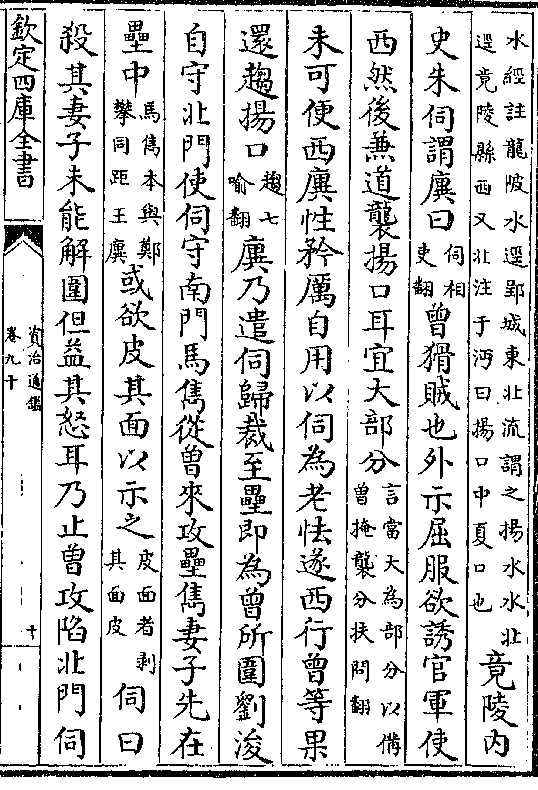 水經註龍陂水逕郢城東北流謂之揚水水北
逕竟陵縣西又北注于沔曰揚口中夏口也
竟陵内
史朱伺謂廙曰
伺相
吏翻
曾猾賊也外示屈服欲誘官軍使
西然後兼道襲揚口耳宜大部分
言當大為部分以備
曾掩襲分扶問翻
未可便西廙性矜厲自用以伺為老怯遂西行曾等果
還趨揚口
趨七
喻翻
廙乃遣伺歸裁至壘即為曾所圍劉浚
自守北門使伺守南門馬雋從曾來攻壘雋妻子先在
壘中
馬雋本與鄭
攀同距王廙
或欲皮其面以示之
皮面者剥
其面皮
伺曰
殺其妻子未能解圍但益其怒耳乃止曾攻陷北門伺
欽定四庫全書
資治通鑑
卷九十
十